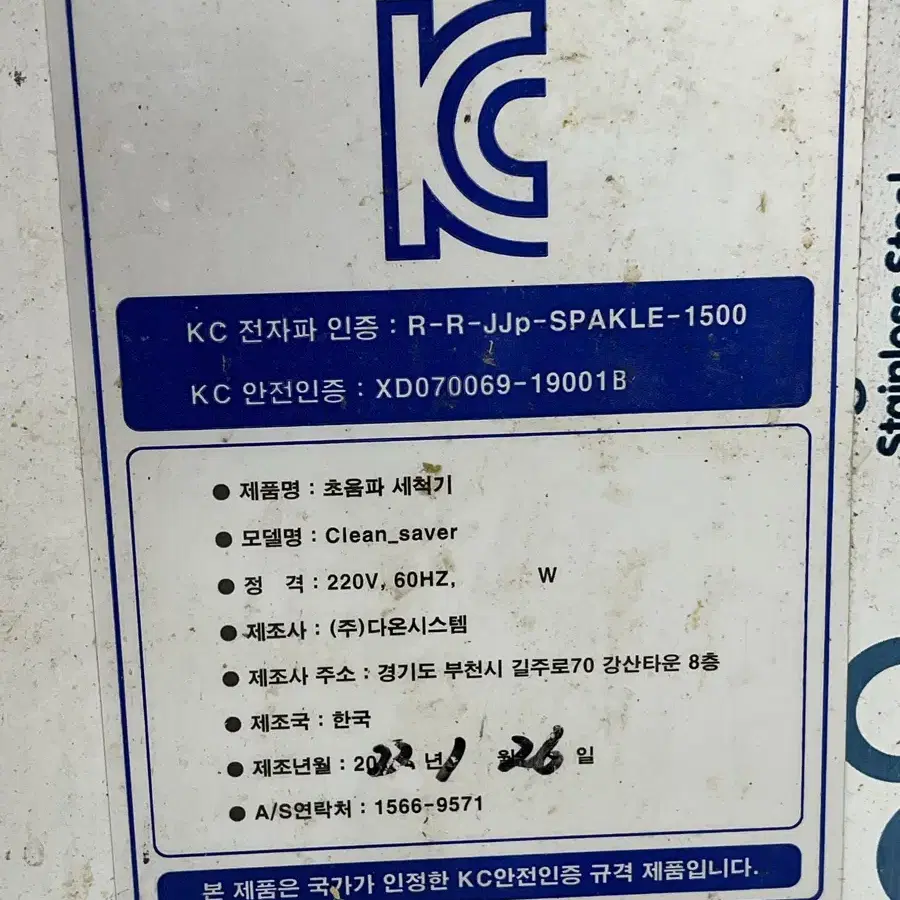 KC
KC 전자파 인증 : R-R-JJp-SPAKLE-1500
KC 안전인증 : XD070069-19001B
● 제품명 : 초음파 세척기
● 모델명 : Clean_saver
● 정 격 : 220V, 60HZ, W
● 제조사 : (주)다온시스템
● 제조사 주소 : 경기도 부천시 길주로70 강산타운 8층
● 제조국 : 한국
● 제조년월 : 2022 년 1 월 26 일
● A/S연락처 : 1566-9571
본 제품은 국가가 인정한 KC안전인증 규격 제품입니다.
Stainless Steel